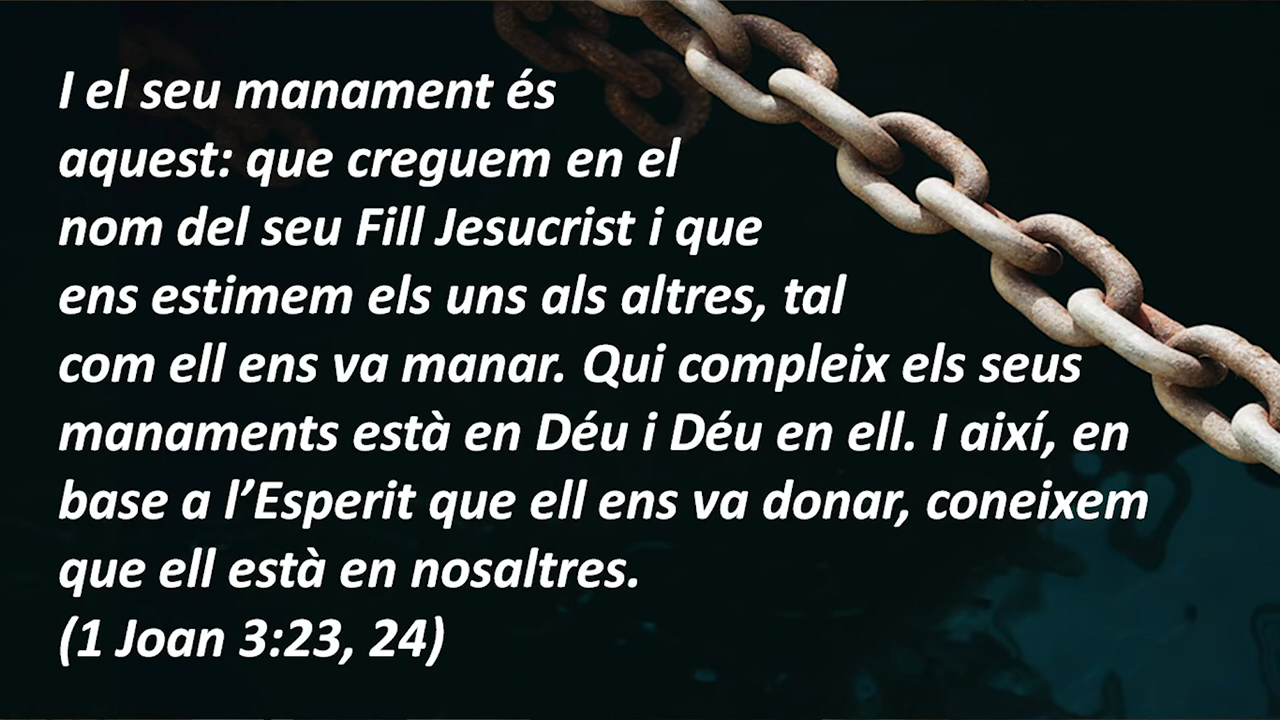 I el seu manament és
aquest: que creguem en el
nom del seu Fill Jesucrist i que
ens estimem els uns als altres, tal
com ell ens va manar. Qui compleix els seus
manaments està en Déu i Déu en ell. I així, en
base a l’Esperit que ell ens va donar, coneixem
que ell està en nosaltres.
(1 Joan 3:23, 24)